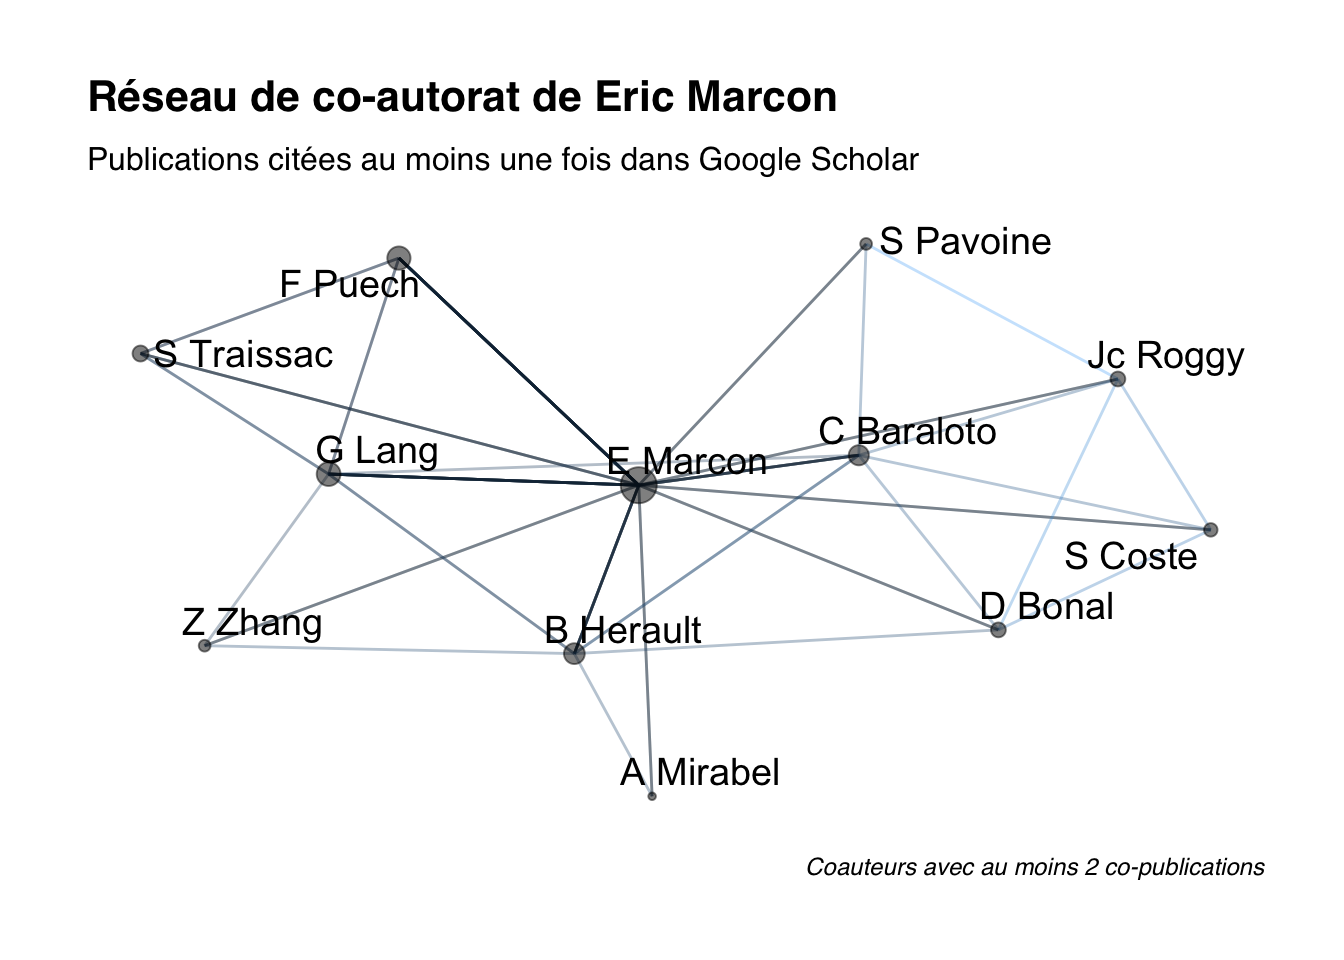 Réseau de co-autorat de Eric Marcon
Publications citées au moins une fois dans Google Scholar
S Pavoine
F Puech
S Traissac
Jc Roggy
C Baraloto
G Lang
E Marcon
S Coste
D Bonal
Z Zhang
B Herault
A Mirabel
Coauteurs avec au moins 2 co-publications